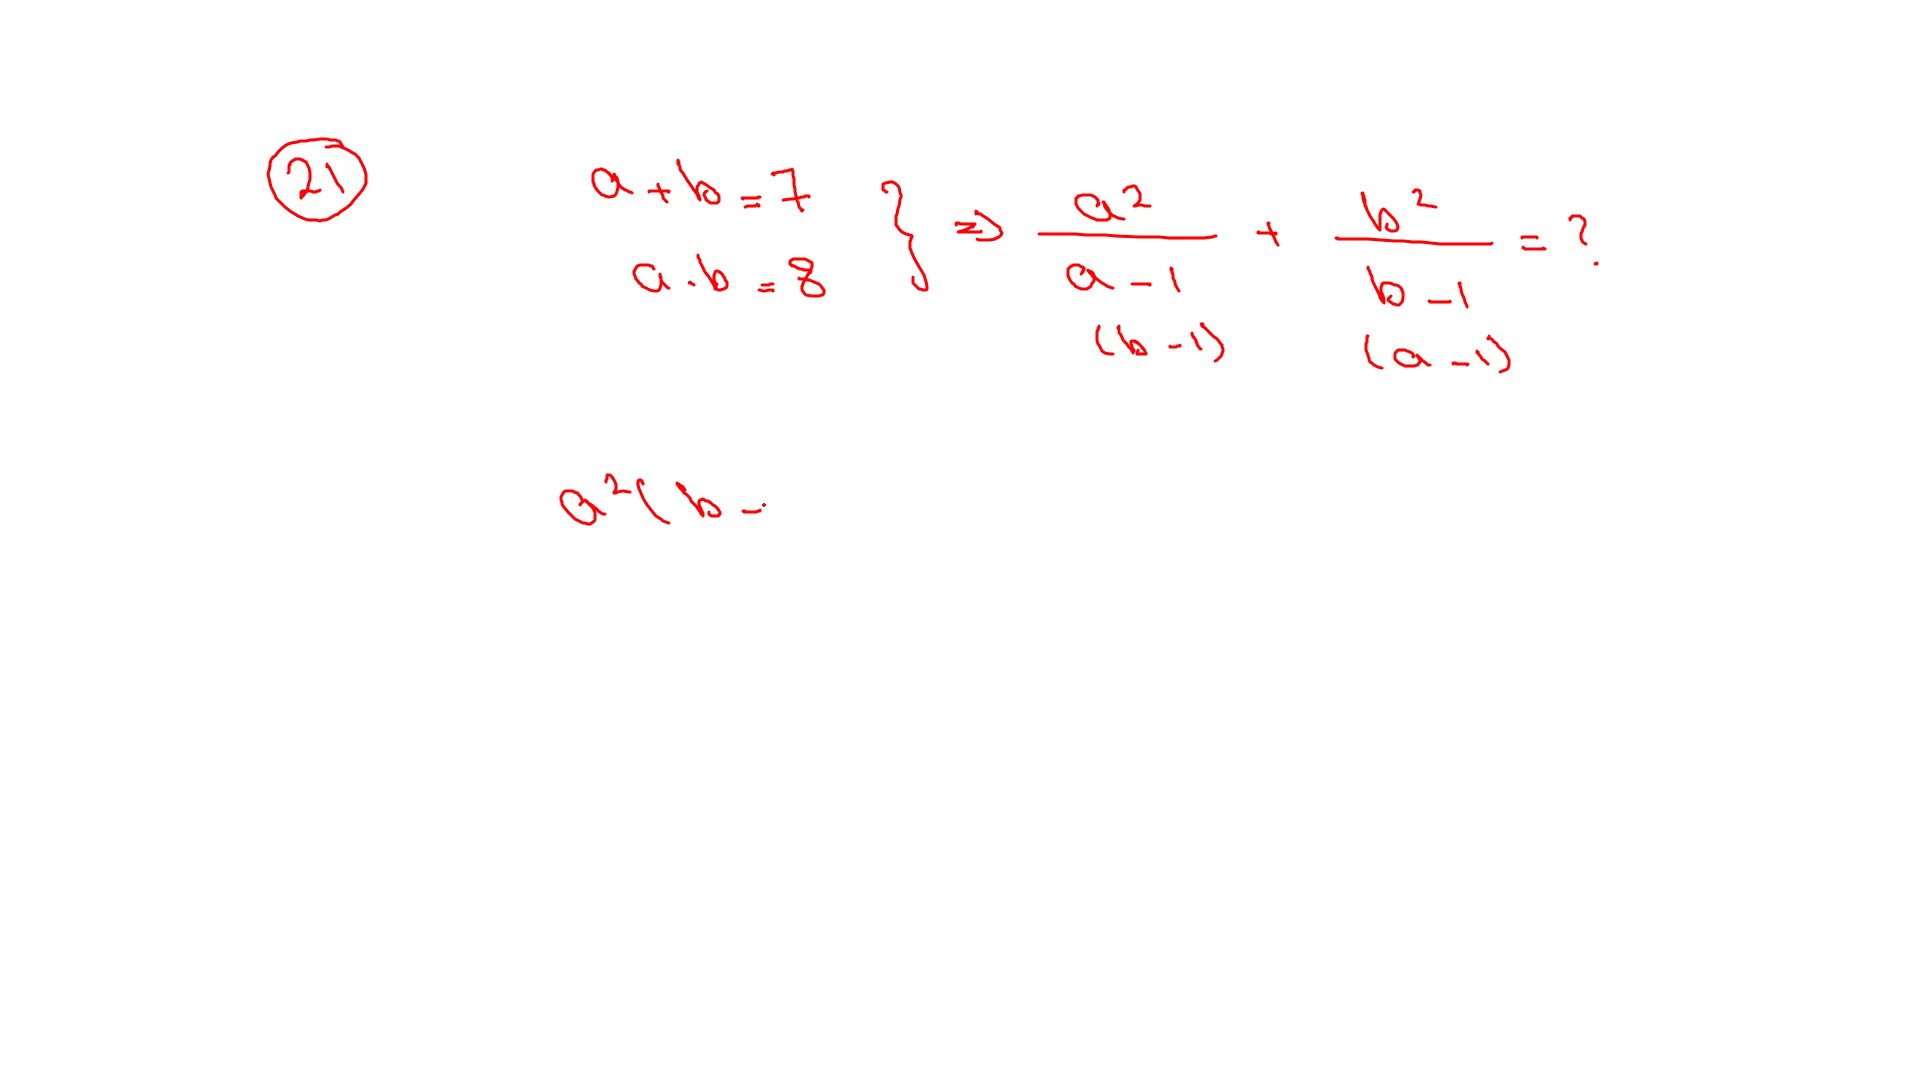 21
a + b = 7
a . b = 8
} => a²/(a - 1) + b²/(b - 1) = ?
(b - 1) (a - 1)
a²( b -